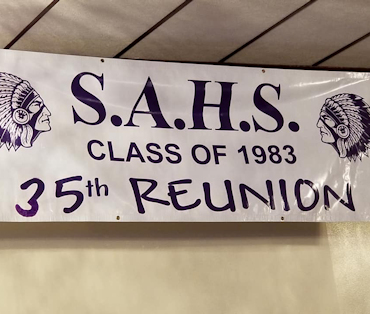 S.A.H.S.
CLASS OF 1983
35th REUNION